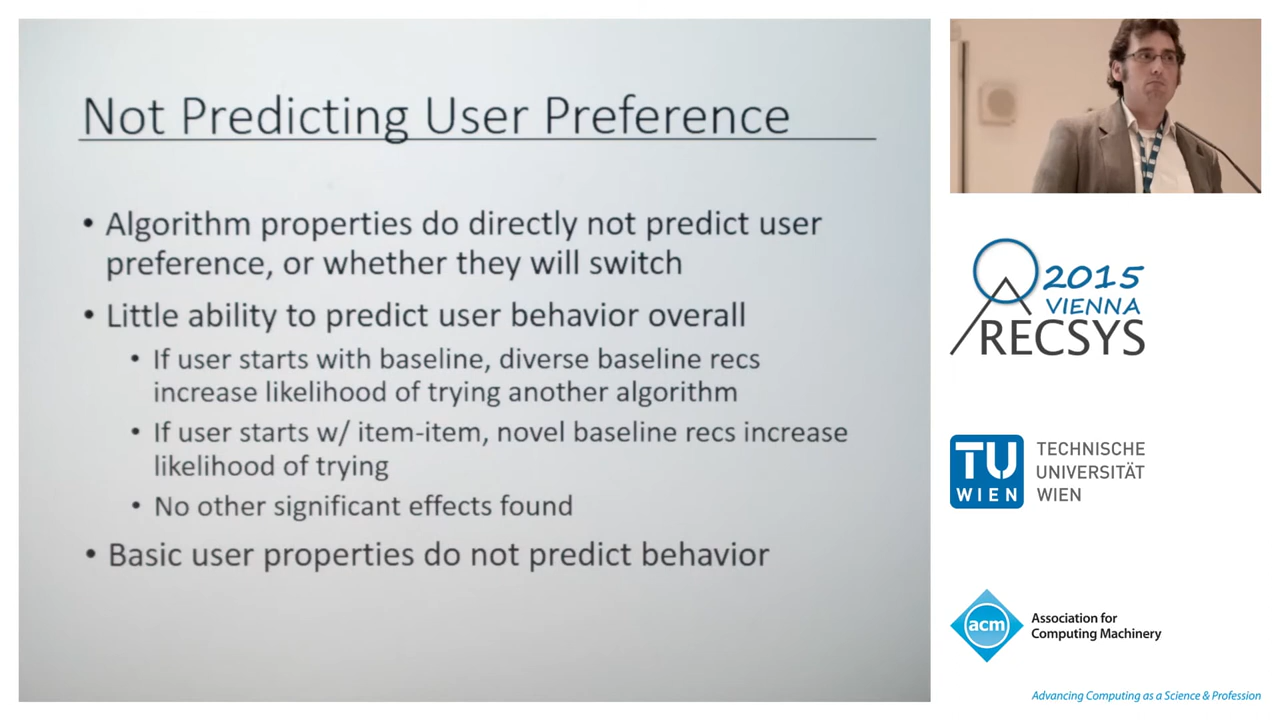 Not Predicting User Preference
• Algorithm properties do directly not predict user
preference, or whether they will switch
• Little ability to predict user behavior overall
• If user starts with baseline, diverse baseline recs
increase likelihood of trying another algorithm
• If user starts w/ item-item, novel baseline recs increase
likelihood of trying
• No other significant effects found
• Basic user properties do not predict behavior
2015
VIENNA
RECSYS
TU
WIEN
TECHNISCHE
UNIVERSITÄT
WIEN
acm
Association for
Computing Machinery
Advancing Computing as a Science & Profession